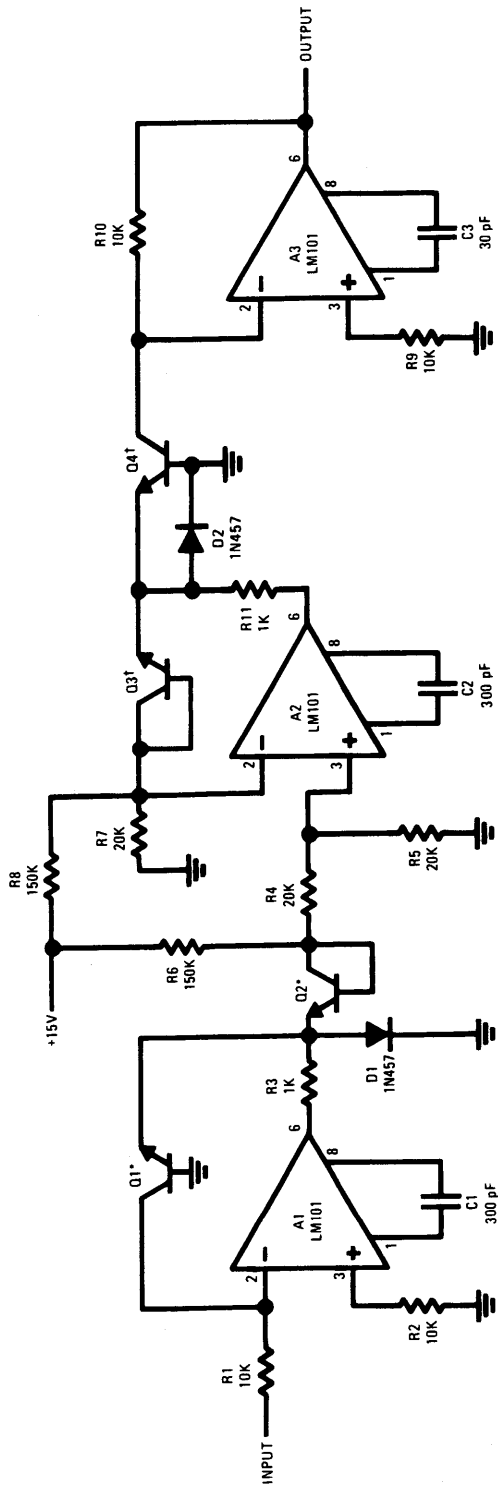 INPUT
R1
10K
R2
10K
2
3
A1
LM101
6
8
1
C1
300 pF
Q1*
R3
1K
D1
1N457
Q2*
+15V
R6
150K
R8
150K
R4
20K
R5
20K
R7
20K
2
3
A2
LM101
6
8
1
C2
300 pF
Q3†
R11
1K
D2
1N457
Q4†
R10
10K
2
3
A3
LM101
6
8
1
R9
10K
C3
30 pF
OUTPUT